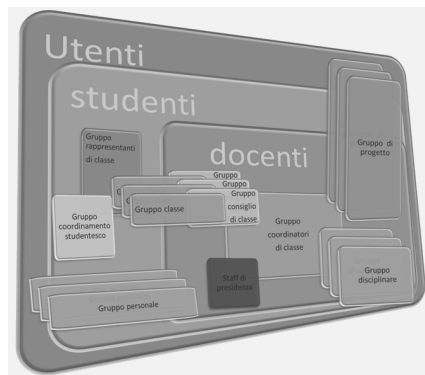 Utenti
studenti
docenti
Gruppo
rappresentanti
di classe
Gruppo di
progetto
Gruppo
Gruppo
consiglio
di classe
Gruppo classe
Gruppo
coordinamento
studentesco
Gruppo
coordinatori
di classe
Staff di
presidenza
Gruppo
disciplinare
Gruppo personale